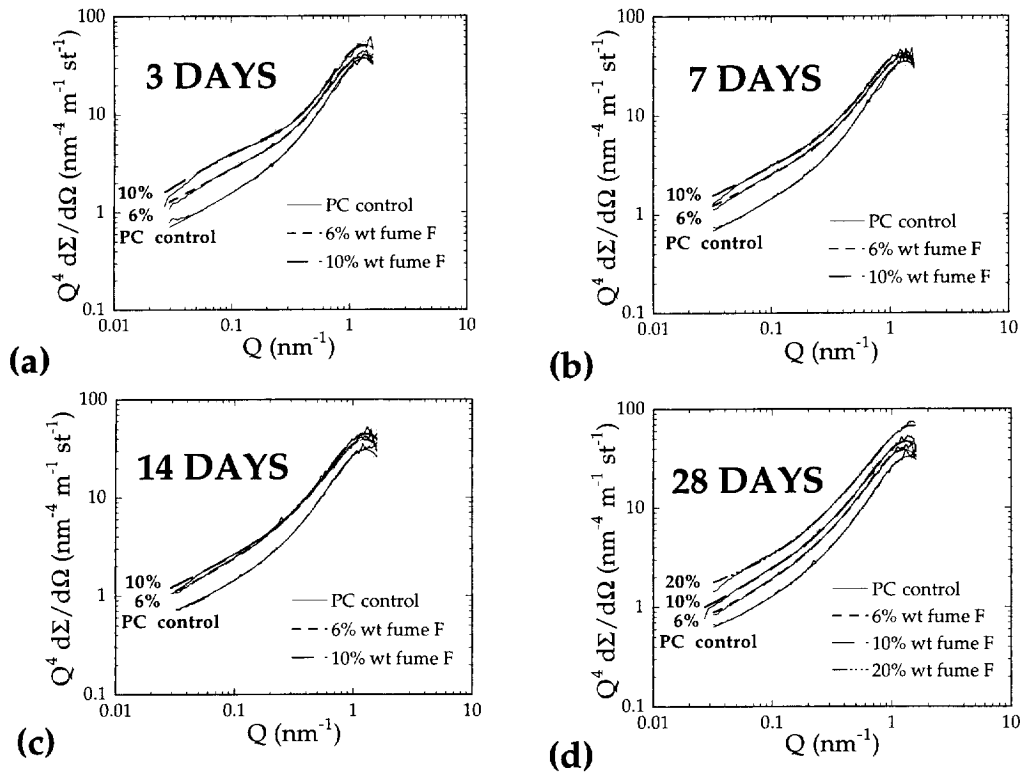 100
10
1
0.1
0.01
0.1
1
10
Q⁴ dΣ/dΩ (nm⁻⁴ m⁻¹ st⁻¹)
Q (nm⁻¹)
3 DAYS
10%
6%
PC control
PC control
6% wt fume F
10% wt fume F
(a)
100
10
1
0.1
0.01
0.1
1
10
Q⁴ dΣ/dΩ (nm⁻⁴ m⁻¹ st⁻¹)
Q (nm⁻¹)
7 DAYS
10%
6%
PC control
PC control
6% wt fume F
10% wt fume F
(b)
100
10
1
0.1
0.01
0.1
1
10
Q⁴ dΣ/dΩ (nm⁻⁴ m⁻¹ st⁻¹)
Q (nm⁻¹)
14 DAYS
10%
6%
PC control
PC control
6% wt fume F
10% wt fume F
(c)
100
10
1
0.1
0.01
0.1
1
10
Q⁴ dΣ/dΩ (nm⁻⁴ m⁻¹ st⁻¹)
Q (nm⁻¹)
28 DAYS
20%
10%
6%
PC control
PC control
6% wt fume F
10% wt fume F
20% wt fume F
(d)